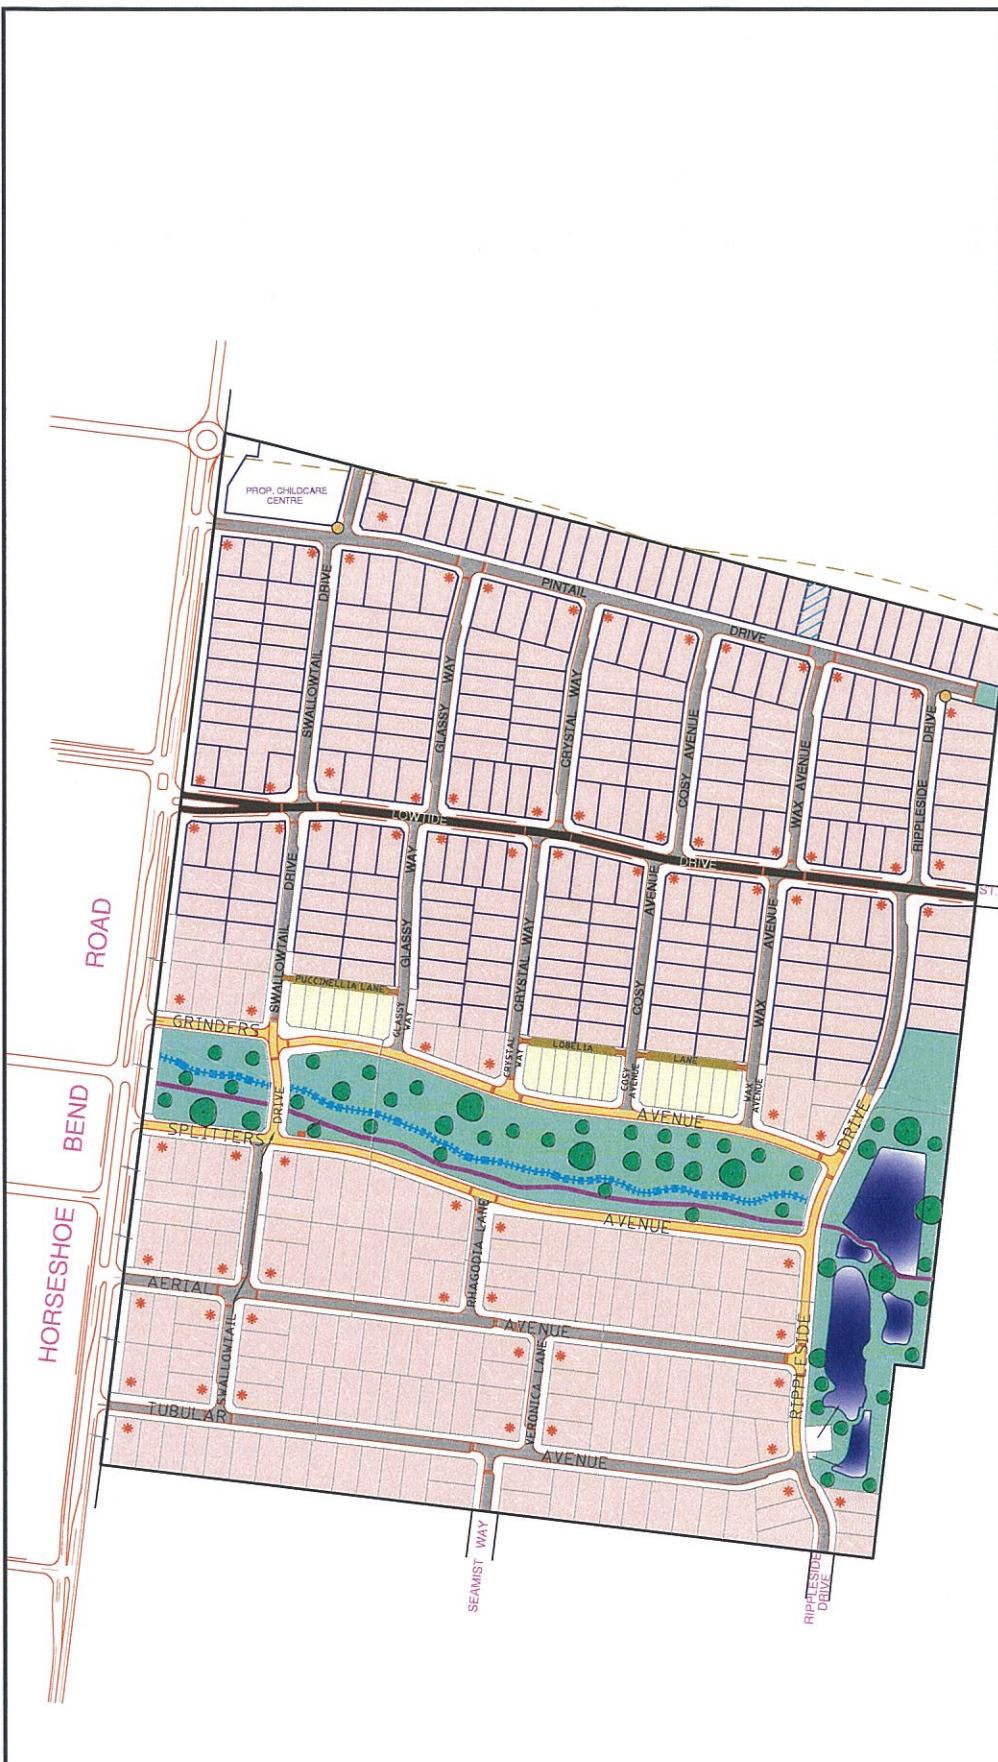 PROP. CHILDCARE
CENTRE
PINTAIL
DRIVE
SWALLOWTAIL
DRIVE
GLASSY WAY
CRYSTAL WAY
COSY AVENUE
WAX AVENUE
RIPPLESIDE
DRIVE
LOWTIDE
DRIVE
ST
SWALLOWTAIL
DRIVE
GLASSY
WAY
CRYSTAL WAY
COSY
AVENUE
WAX
AVENUE
PUCCINELLIA LANE
GLASSY
WAY
CRYSTAL
WAY
LOBELIA
LANE
COSY
AVENUE
WAX
AVENUE
GRINDERS
AVENUE
DRIVE
DRIVE
SPLITTERS
AVENUE
RHAGODIA LANE
AERIAL
AVENUE
SWALLOWTAIL
VERONICA LANE
RIPPLESIDE
TUBULAR
AVENUE
SEAMIST WAY
RIPPLESIDE
DRIVE
HORSESHOE
BEND
ROAD